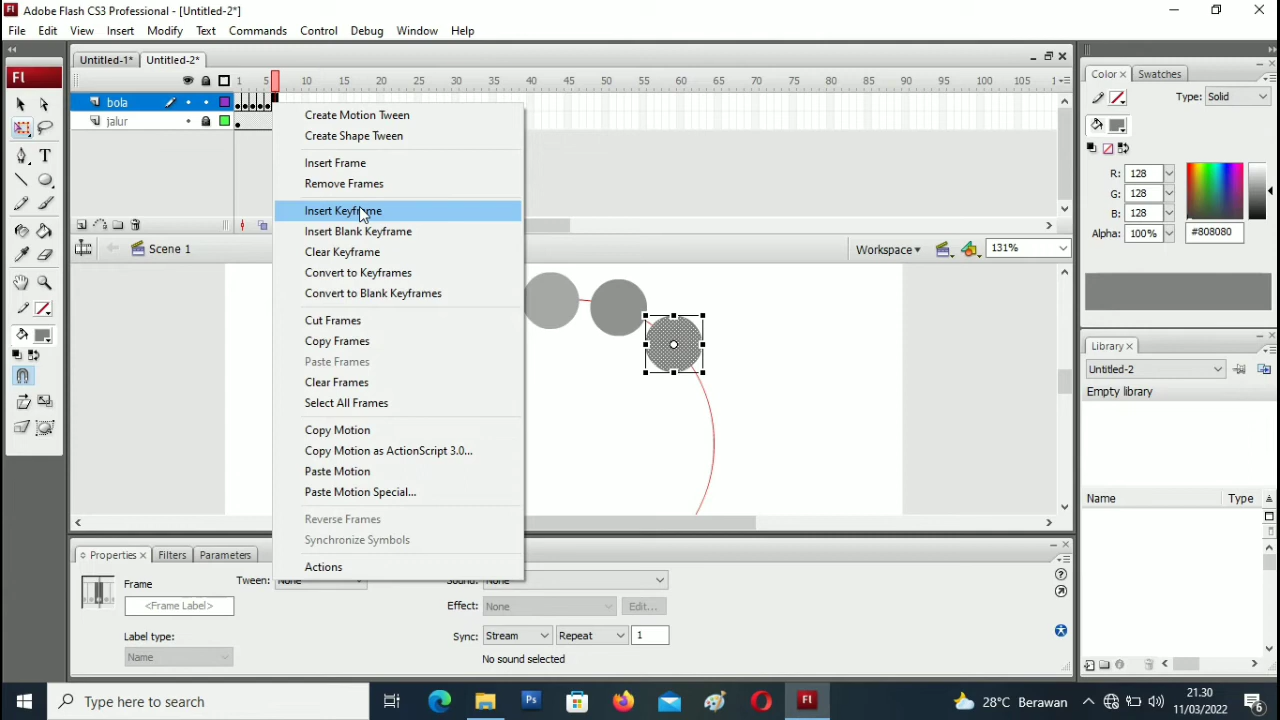 Adobe Flash CS3 Professional - [Untitled-2*]
File Edit View Insert Modify Text Commands Control Debug Window Help
Untitled-1* Untitled-2*
Color Swatches
Fl
1 5 10 15 20 25 30 35 40 45 50 55 60 65 70 75 80 85 90 95 100 105 1
Type: Solid
bola
jalur
Create Motion Tween
Create Shape Tween
Insert Frame
Remove Frames
Insert Keyframe
Insert Blank Keyframe
Clear Keyframe
Convert to Keyframes
Convert to Blank Keyframes
Cut Frames
Copy Frames
Paste Frames
Clear Frames
Select All Frames
Copy Motion
Copy Motion as ActionScript 3.0...
Paste Motion
Paste Motion Special...
Reverse Frames
Synchronize Symbols
Actions
R: 128
G: 128
B: 128
Alpha: 100% #808080
Scene 1
Workspace 131%
Library
Untitled-2
Empty library
Name Type
Properties Filters Parameters
Frame
Tween: None
Sound: None
<Frame Label>
Effect: None Edit...
Label type:
Name
Sync: Stream Repeat 1
No sound selected
Type here to search
Ps
Fl
28°C Berawan
21.30
11/03/2022
6